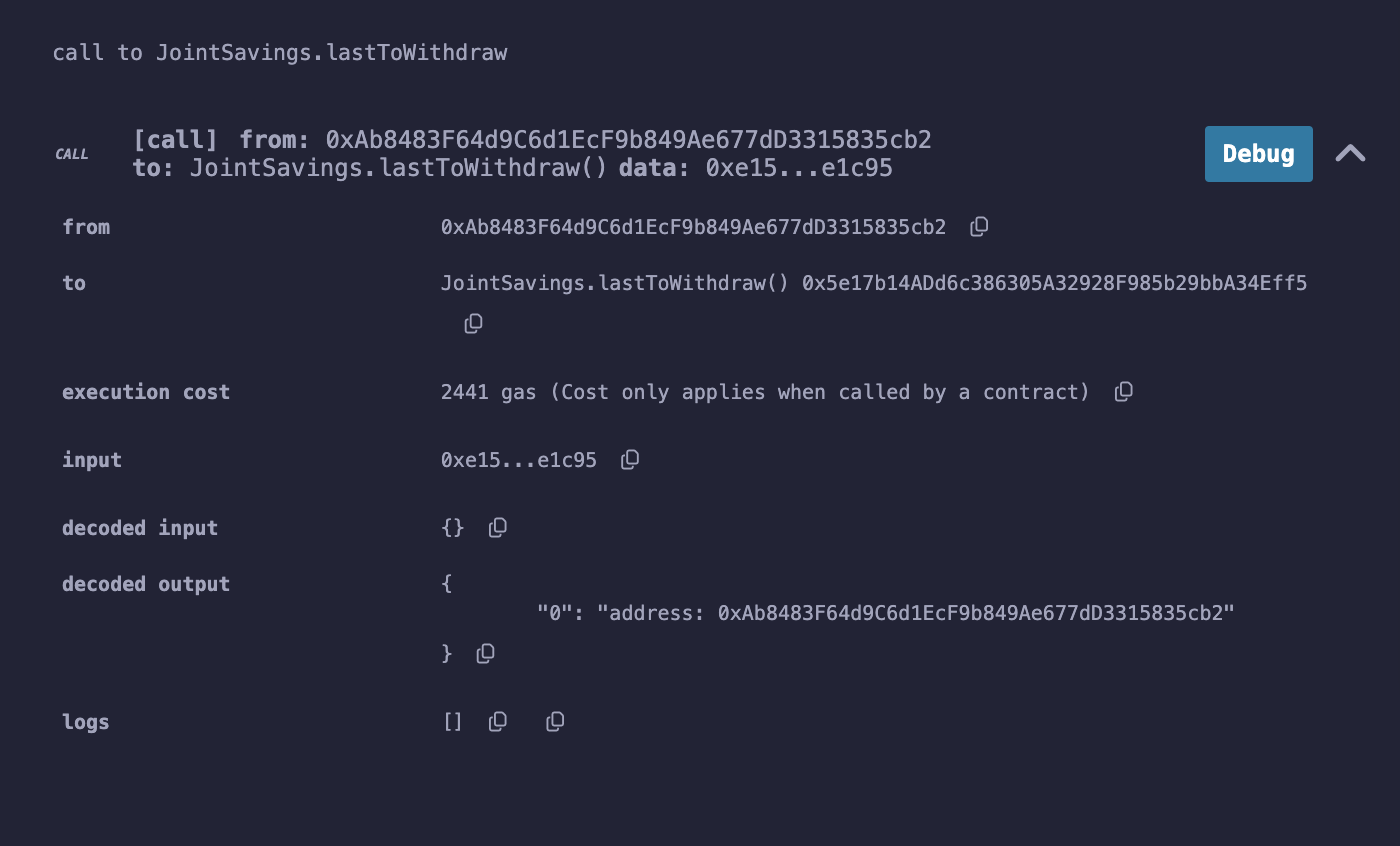 call to JointSavings.lastToWithdraw
CALL
[call] from: 0xAb8483F64d9C6d1EcF9b849Ae677dD3315835cb2
to: JointSavings.lastToWithdraw() data: 0xe15...e1c95
Debug
from 0xAb8483F64d9C6d1EcF9b849Ae677dD3315835cb2
to JointSavings.lastToWithdraw() 0x5e17b14ADd6c386305A32928F985b29bbA34Eff5
execution cost 2441 gas (Cost only applies when called by a contract)
input 0xe15...e1c95
decoded input {}
decoded output {
"0": "address: 0xAb8483F64d9C6d1EcF9b849Ae677dD3315835cb2"
}
logs []